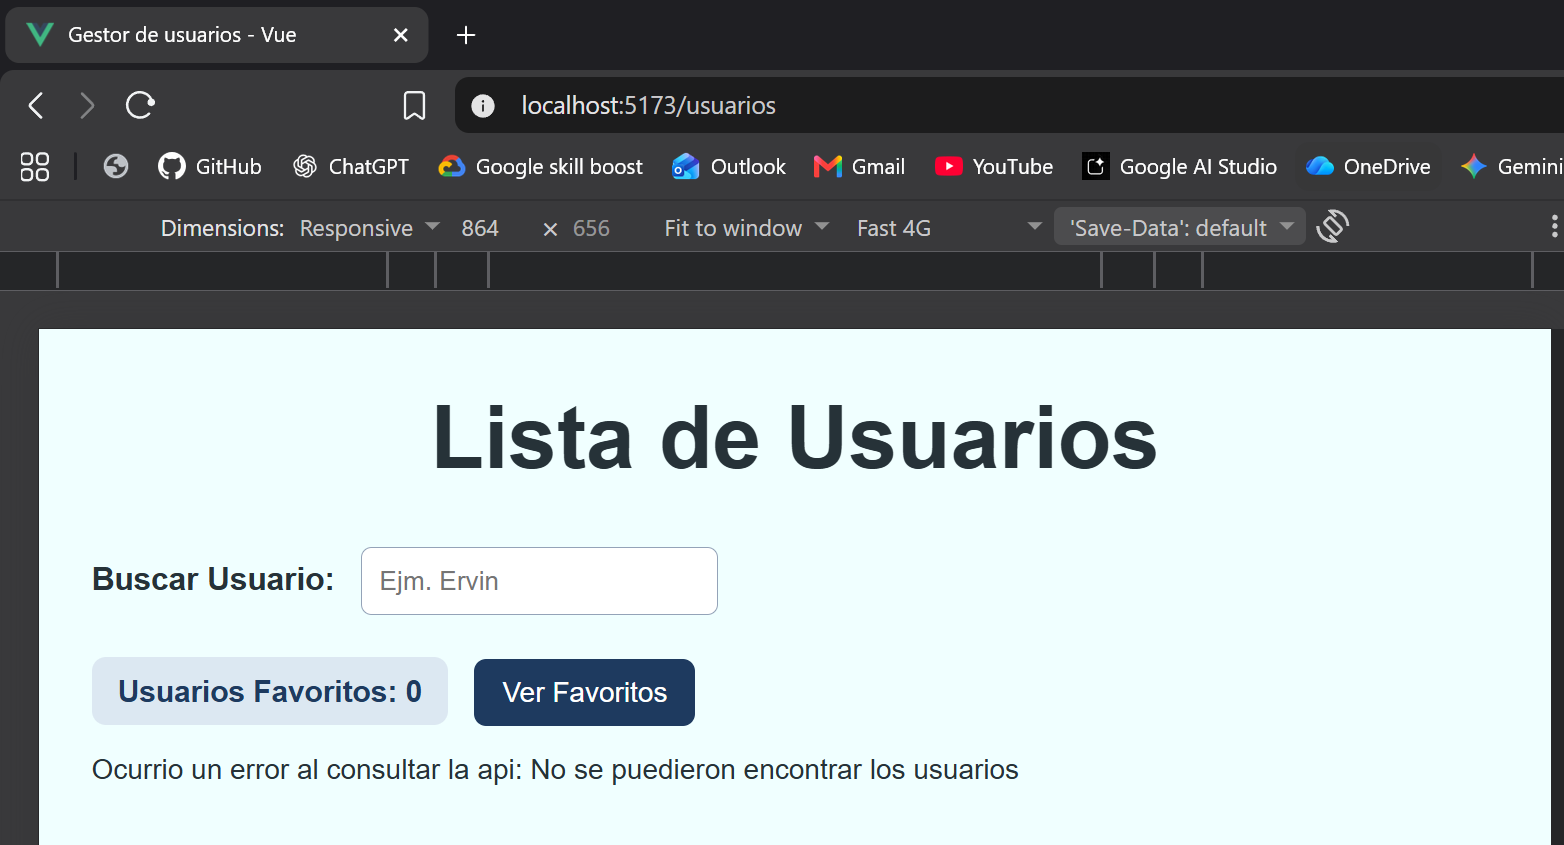 Gestor de usuarios - Vue
localhost:5173/usuarios
GitHub ChatGPT Google skill boost Outlook Gmail YouTube Google AI Studio OneDrive Gemini
Dimensions: Responsive 864 × 656 Fit to window Fast 4G 'Save-Data': default
Lista de Usuarios
Buscar Usuario: Ejm. Ervin
Usuarios Favoritos: 0 Ver Favoritos
Ocurrio un error al consultar la api: No se puedieron encontrar los usuarios